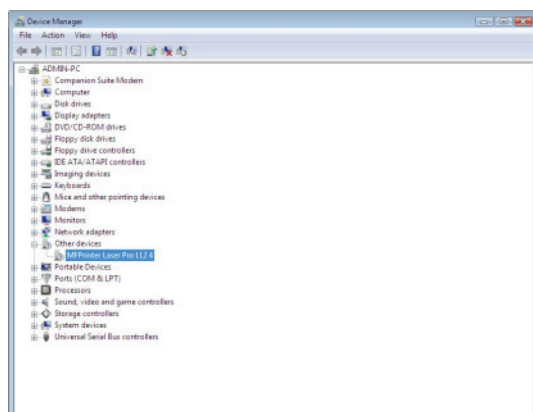 Device Manager
File Action View Help
ADMIN-PC
Companion Suite Modem
Computer
Disk drives
Display adapters
DVD/CD-ROM drives
Floppy disk drives
Floppy drive controllers
IDE ATA/ATAPI controllers
Imaging devices
Keyboards
Mice and other pointing devices
Modems
Monitors
Network adapters
Other devices
MFPrinter Laser Pro LL2 4
Portable Devices
Ports (COM & LPT)
Processors
Sound, video and game controllers
Storage controllers
System devices
Universal Serial Bus controllers